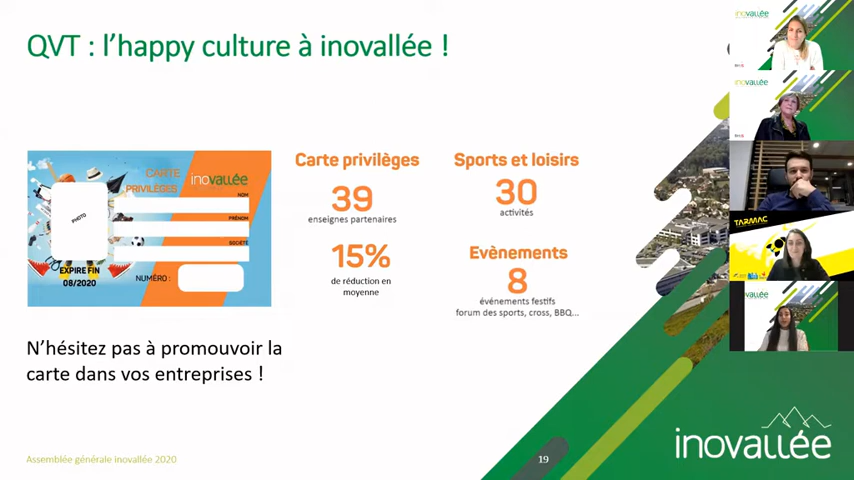 QVT : l’happy culture à inovallée !
CARTE
PRIVILÈGES
inovallée
NOM
PRÉNOM
SOCIÉTÉ
PHOTO
EXPIRE FIN
08/2020
NUMÉRO :
Carte privilèges
39
enseignes partenaires
15%
de réduction en
moyenne
Sports et loisirs
30
activités
Evènements
8
événements festifs
forum des sports, cross, BBQ...
N’hésitez pas à promouvoir la
carte dans vos entreprises !
Assemblée générale inovallée 2020
19
inovallée
inovallée
inovallée
TARMAC
inovallée